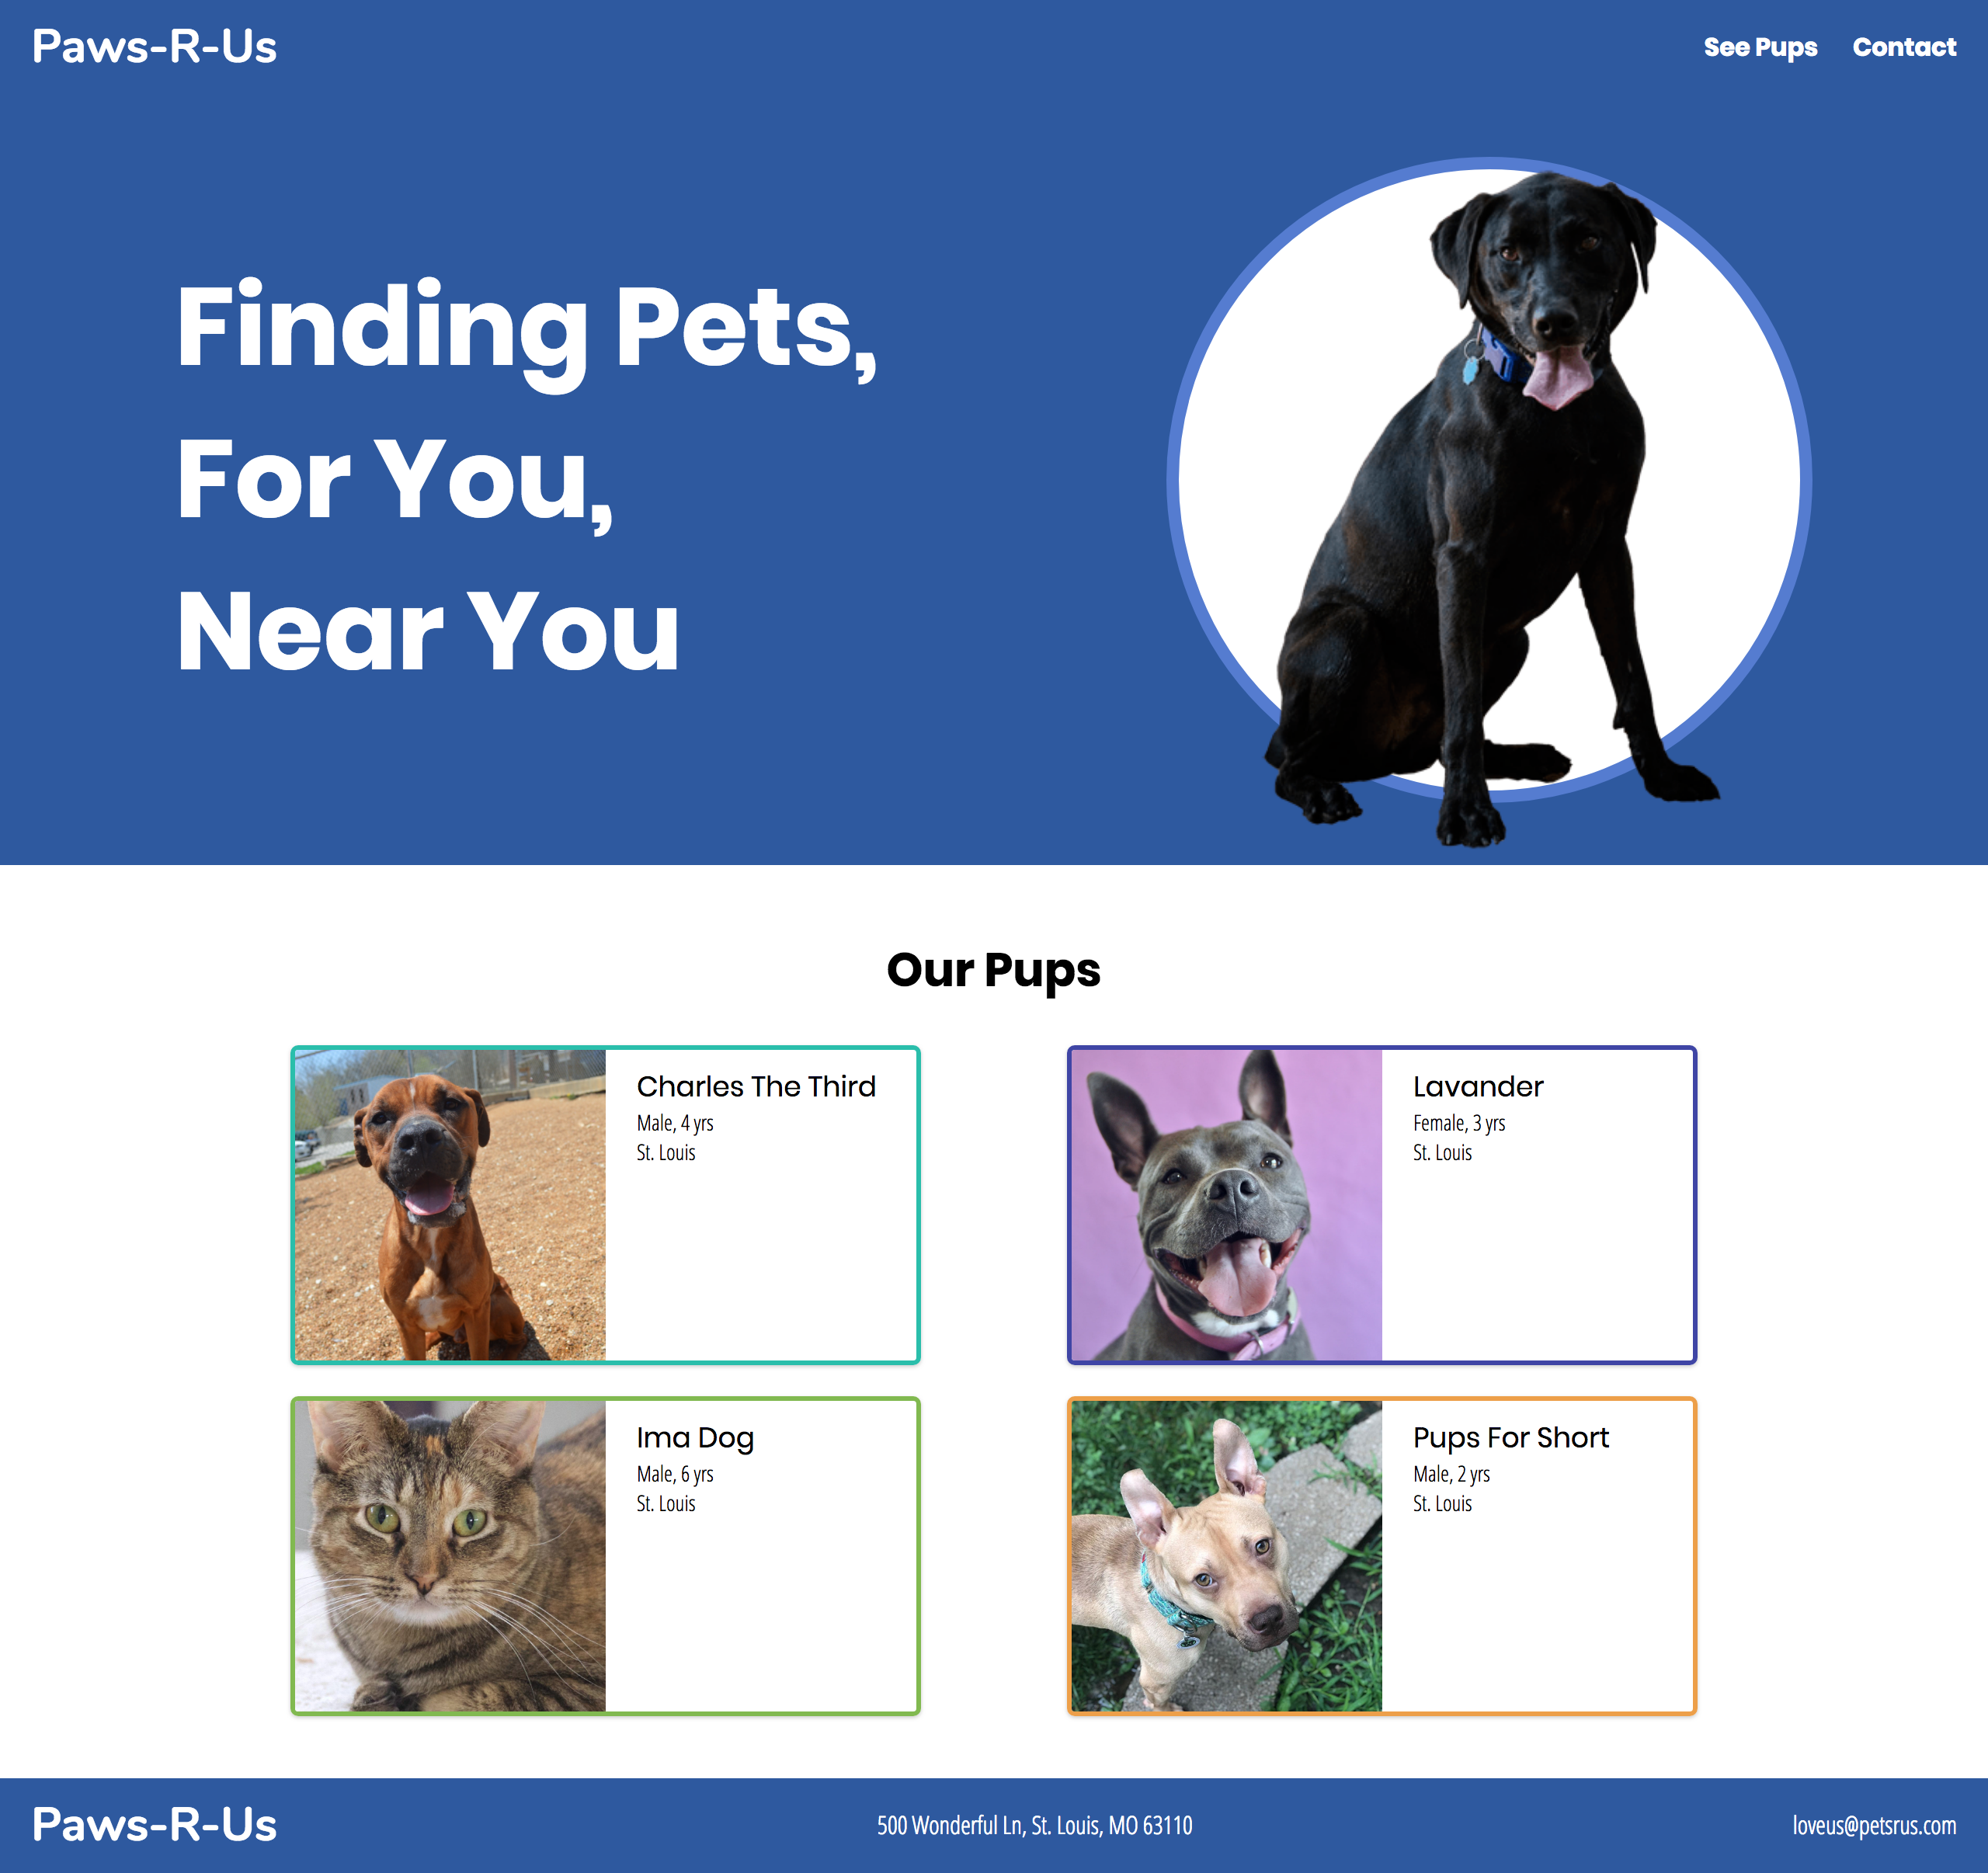 Paws-R-Us
See Pups
Contact
Finding Pets,
For You,
Near You
Our Pups
Charles The Third
Male, 4 yrs
St. Louis
Lavander
Female, 3 yrs
St. Louis
Ima Dog
Male, 6 yrs
St. Louis
Pups For Short
Male, 2 yrs
St. Louis
Paws-R-Us
500 Wonderful Ln, St. Louis, MO 63110
loveus@petsrus.com